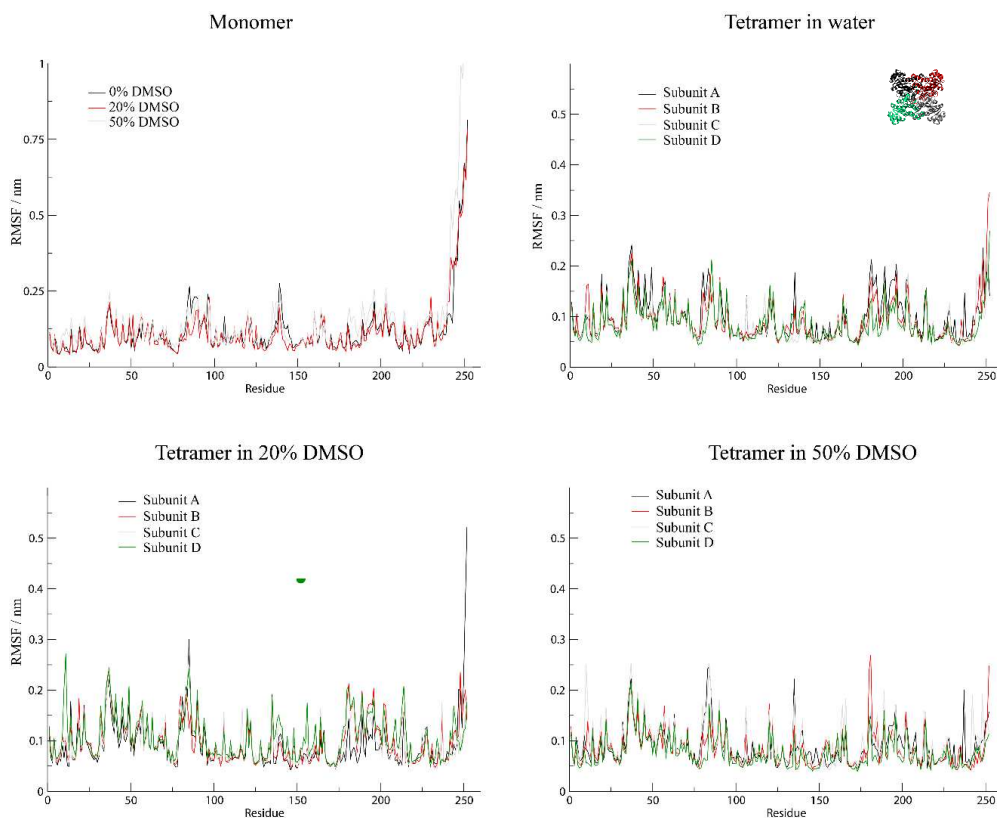 Monomer
1
0.75
0.5
0.25
0
RMSF / nm
0% DMSO
20% DMSO
50% DMSO
0 50 100 150 200 250
Residue
Tetramer in water
0.5
0.4
0.3
0.2
0.1
0
RMSF / nm
Subunit A
Subunit B
Subunit C
Subunit D
0 50 100 150 200 250
Residue
Tetramer in 20% DMSO
0.5
0.4
0.3
0.2
0.1
0
RMSF / nm
Subunit A
Subunit B
Subunit C
Subunit D
0 50 100 150 200 250
Residue
Tetramer in 50% DMSO
0.5
0.4
0.3
0.2
0.1
0
Subunit A
Subunit B
Subunit C
Subunit D
0 50 100 150 200 250
Residue